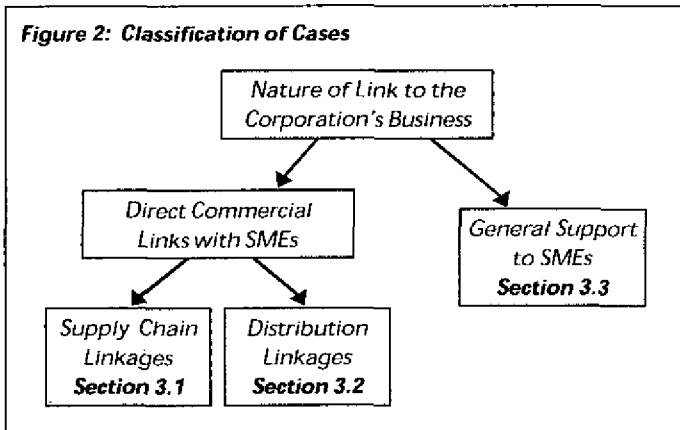 Figure 2: Classification of Cases
Nature of Link to the
Corporation's Business
Direct Commercial
Links with SMEs
General Support
to SMEs
Section 3.3
Supply Chain
Linkages
Section 3.1
Distribution
Linkages
Section 3.2